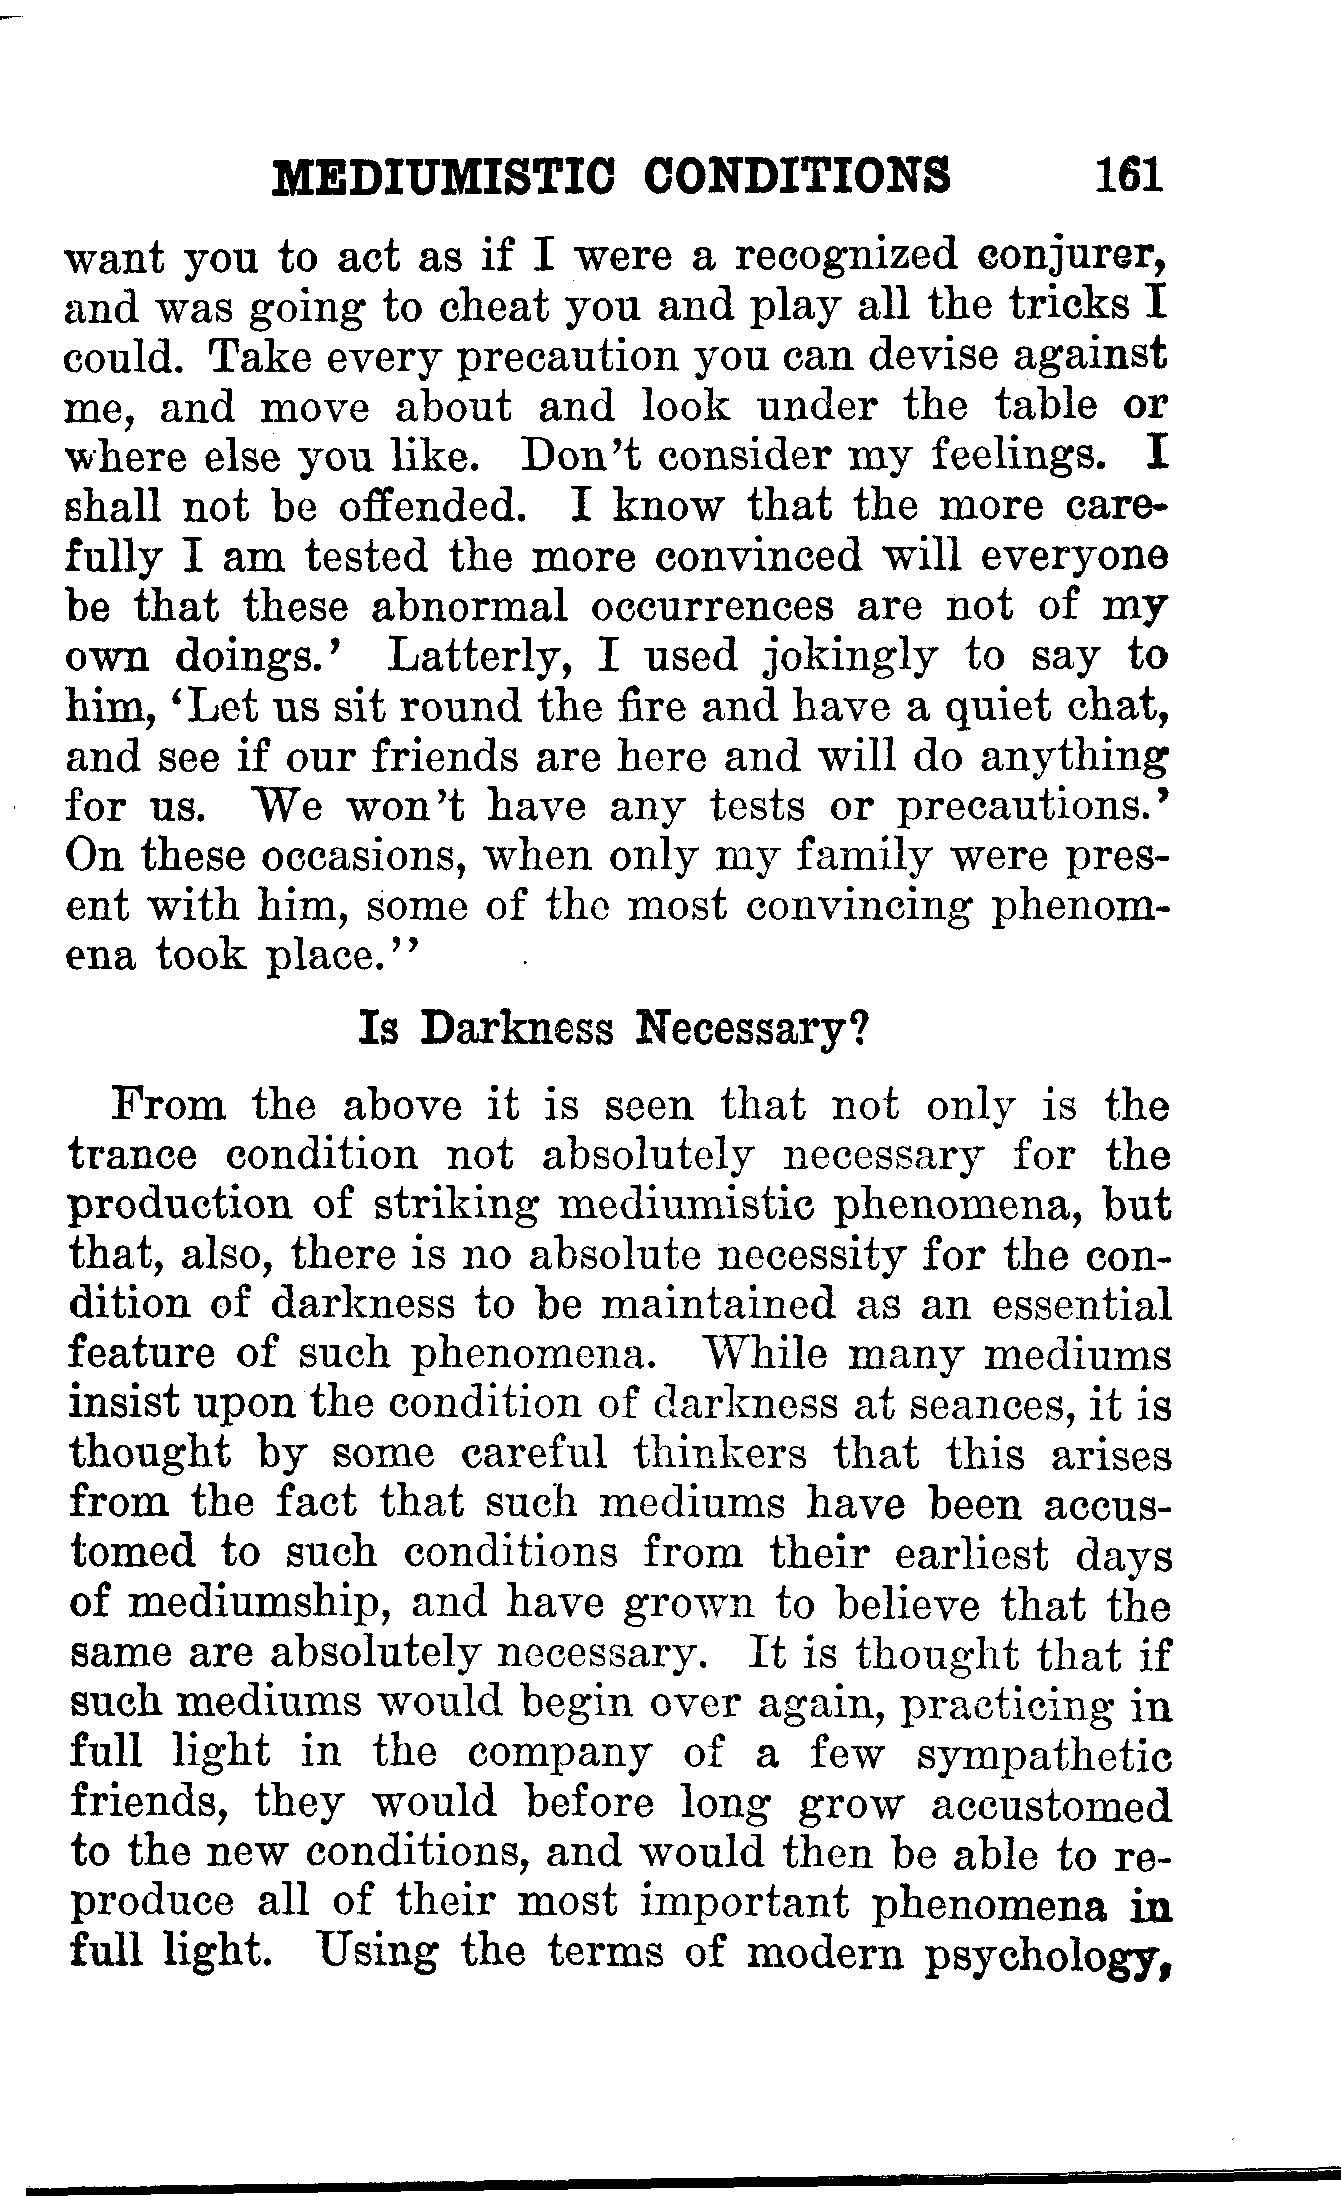 MEDIUMISTIC CONDITIONS 161
want you to act as if I were a recognized conjurer,
and was going to cheat you and play all the tricks I
could. Take every precaution you can devise against
me, and move about and look under the table or
where else you like. Don't consider my feelings. I
shall not be offended. I know that the more care-
fully I am tested the more convinced will everyone
be that these abnormal occurrences are not of my
own doings.' Latterly, I used jokingly to say to
him, 'Let us sit round the fire and have a quiet chat,
and see if our friends are here and will do anything
for us. We won't have any tests or precautions.'
On these occasions, when only my family were pres-
ent with him, some of the most convincing phenom-
ena took place.''
Is Darkness Necessary?
From the above it is seen that not only is the
trance condition not absolutely necessary for the
production of striking mediumistic phenomena, but
that, also, there is no absolute necessity for the con-
dition of darkness to be maintained as an essential
feature of such phenomena. While many mediums
insist upon the condition of darkness at seances, it is
thought by some careful thinkers that this arises
from the fact that such mediums have been accus-
tomed to such conditions from their earliest days
of mediumship, and have grown to believe that the
same are absolutely necessary. It is thought that if
such mediums would begin over again, practicing in
full light in the company of a few sympathetic
friends, they would before long grow accustomed
to the new conditions, and would then be able to re-
produce all of their most important phenomena in
full light. Using the terms of modern psychology,